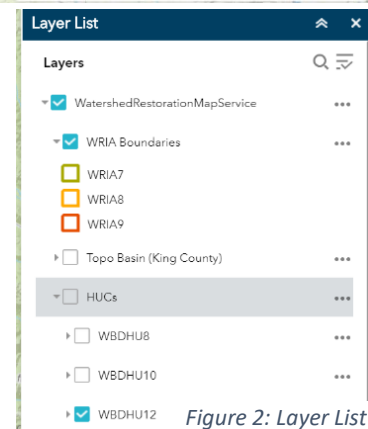 Layer List
Layers
WatershedRestorationMapService
WRIA Boundaries
WRIA7
WRIA8
WRIA9
Topo Basin (King County)
HUCs
WBDHU8
WBDHU10
WBDHU12
Figure 2: Layer List